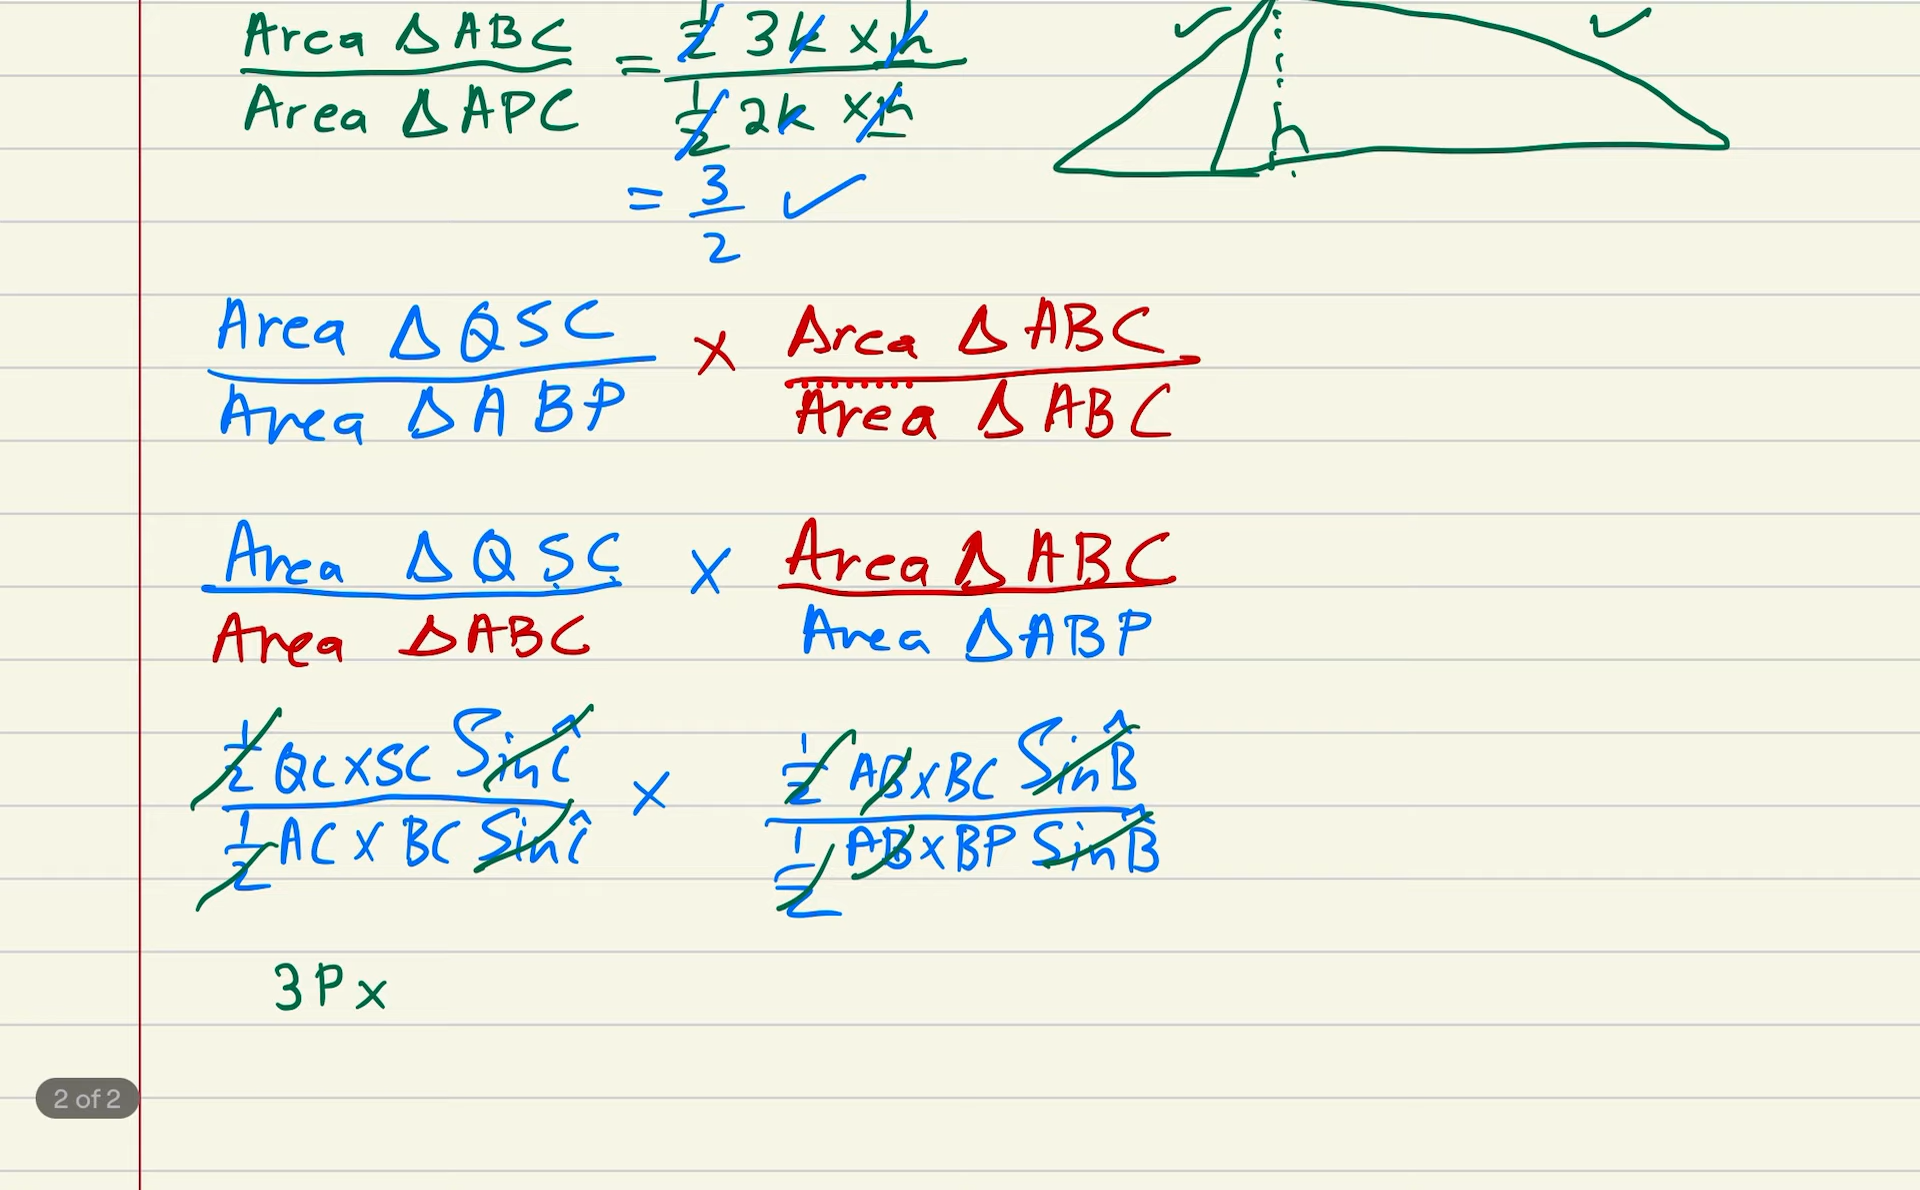 Area ΔABC = 1/2 3k × h
Area ΔAPC 1/2 2k × h
= 3/2 ✓
h
Area ΔQSC × Area ΔABC
Area ΔABP Area ΔABC
Area ΔQSC × Area ΔABC
Area ΔABC Area ΔABP
1/2 QC×SC Sin Ĉ × 1/2 AB×BC Sin B̂
1/2 AC × BC Sin Ĉ 1/2 AB×BP Sin B̂
3P×
2 of 2